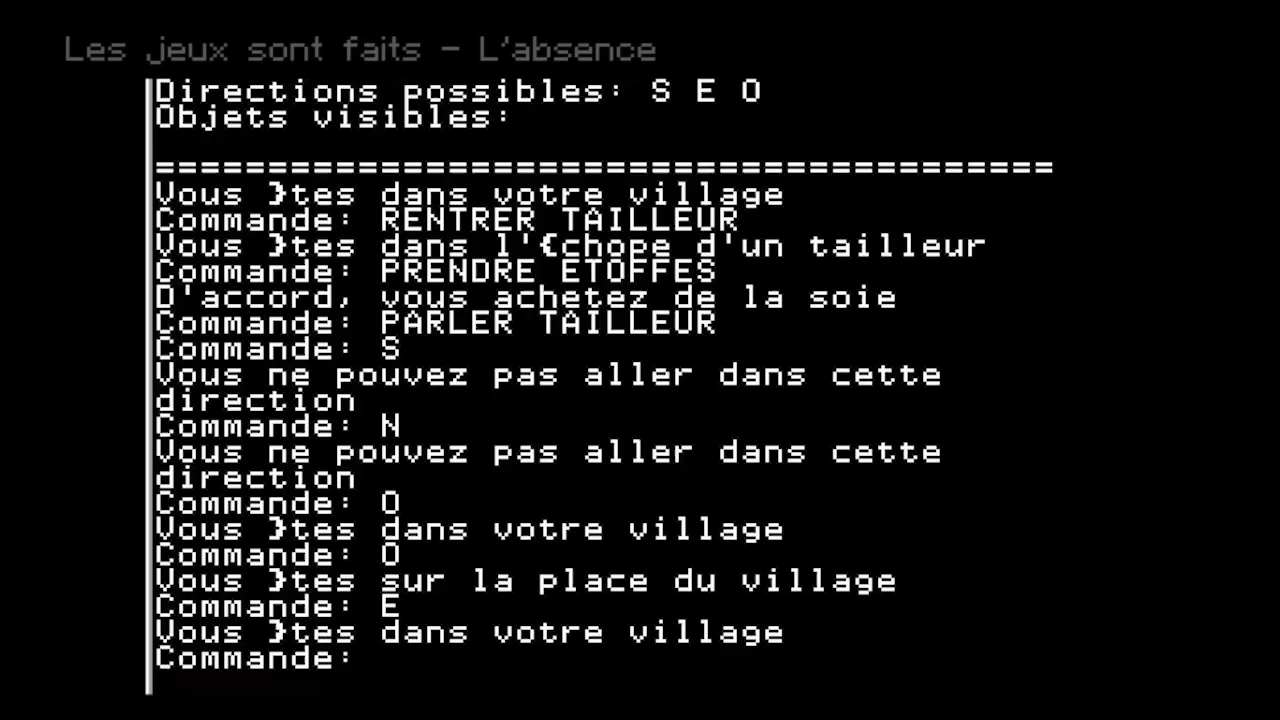 Les jeux sont faits - L'absence
Directions possibles: S E O
Objets visibles:
========================================
Vous }tes dans votre village
Commande: RENTRER TAILLEUR
Vous }tes dans l'{chope d'un tailleur
Commande: PRENDRE ETOFFES
D'accord, vous achetez de la soie
Commande: PARLER TAILLEUR
Commande: S
Vous ne pouvez pas aller dans cette
direction
Commande: N
Vous ne pouvez pas aller dans cette
direction
Commande: O
Vous }tes dans votre village
Commande: O
Vous }tes sur la place du village
Commande: E
Vous }tes dans votre village
Commande: